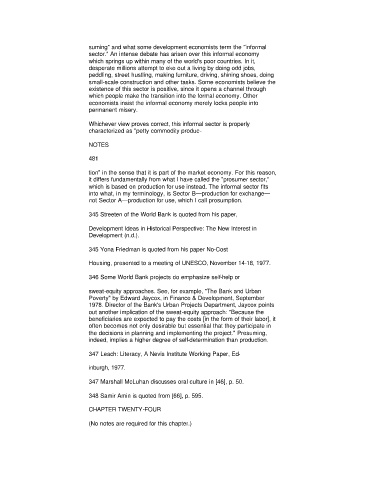 suming" and what some development economists term the "'informal
sector." An intense debate has arisen over this informal economy
which springs up within many of the world's poor countries. In it,
desperate millions attempt to eke out a living by doing odd jobs,
peddling, street hustling, making furniture, driving, shining shoes, doing
small-scale construction and other tasks. Some economists believe the
existence of this sector is positive, since it opens a channel through
which people make the transition into the formal economy. Other
economists insist the informal economy merely locks people into
permanent misery.
Whichever view proves correct, this informal sector is properly
characterized as "petty commodity produc-
NOTES
481
tion" in the sense that it is part of the market economy. For this reason,
it differs fundamentally from what I have called the "prosumer sector,"
which is based on production for use instead. The informal sector fits
into what, in my terminology, is Sector B—production for exchange—
not Sector A—production for use, which I call prosumption.
345 Streeten of the World Bank is quoted from his paper,
Development Ideas in Historical Perspective: The New Interest in
Development (n.d.).
345 Yona Friedman is quoted from his paper No-Cost
Housing, presented to a meeting of UNESCO, November 14-18, 1977.
346 Some World Bank projects do emphasize self-help or
sweat-equity approaches. See, for example, "The Bank and Urban
Poverty" by Edward Jaycox, in Finance & Development, September
1978. Director of the Bank's Urban Projects Department, Jaycox points
out another implication of the sweat-equity approach: "Because the
beneficiaries are expected to pay the costs [in the form of their labor], it
often becomes not only desirable but essential that they participate in
the decisions in planning and implementing the project." Prosuming,
indeed, implies a higher degree of self-determination than production.
347 Leach: Literacy, A Nevis Institute Working Paper, Ed-
inburgh, 1977.
347 Marshall McLuhan discusses oral culture in [46], p. 50.
348 Samir Amin is quoted from [66], p. 595.
CHAPTER TWENTY-FOUR
(No notes are required for this chapter.)